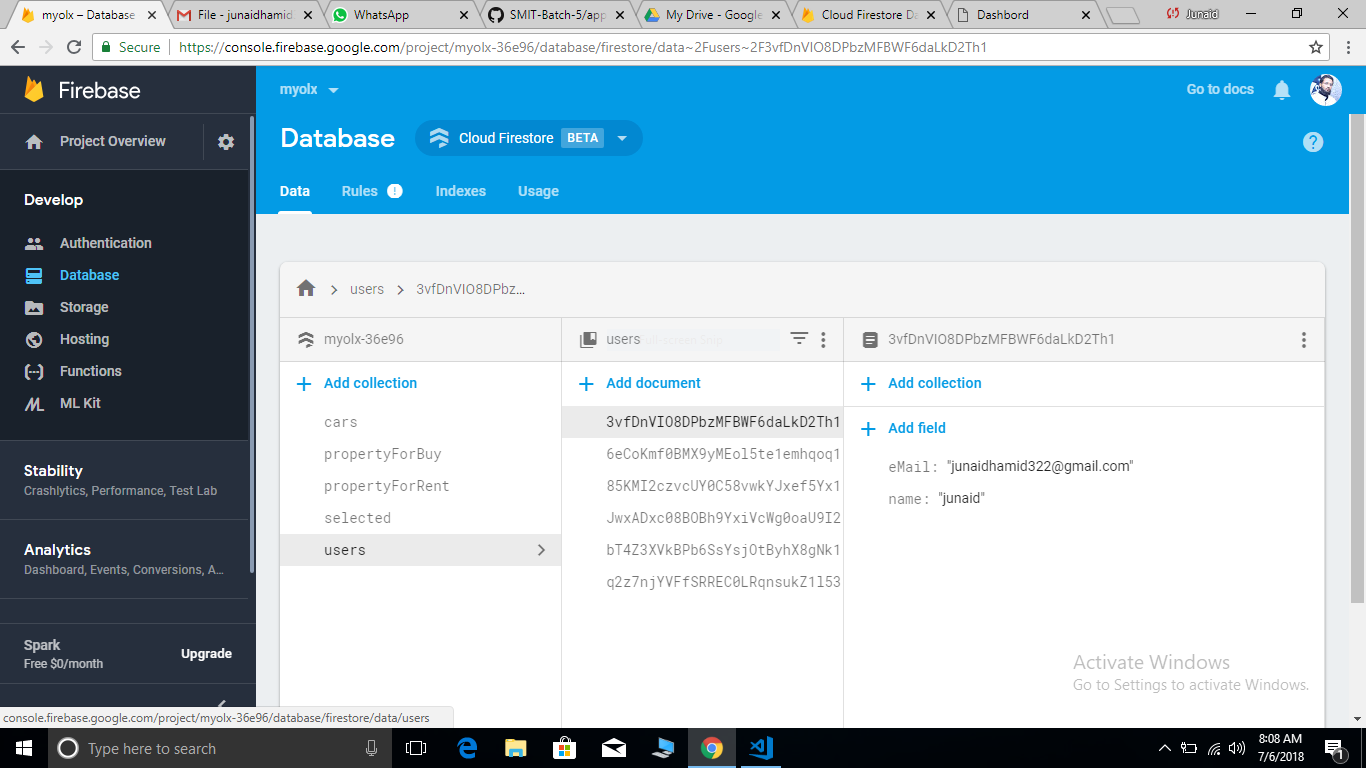 myolx – Database
File - junaidhamid
WhatsApp
SMIT-Batch-5/app
My Drive - Google
Cloud Firestore Da
Dashbord
Junaid
Secure
https://console.firebase.google.com/project/myolx-36e96/database/firestore/data~2Fusers~2F3vfDnVIO8DPbzMFBWF6daLkD2Th1
Firebase
myolx
Go to docs
Project Overview
Database
Cloud Firestore BETA
Data Rules Indexes Usage
Develop
Authentication
Database
Storage
Hosting
Functions
ML Kit
Stability
Crashlytics, Performance, Test Lab
Analytics
Dashboard, Events, Conversions, A...
Spark
Free $0/month
Upgrade
users
3vfDnVIO8DPbz...
myolx-36e96
Add collection
cars
propertyForBuy
propertyForRent
selected
users
users
Add document
3vfDnVIO8DPbzMFBWF6daLkD2Th1
6eCoKmf0BMX9yMEol5te1emhqoq1
85KMI2czvcUY0C58vwkYJxef5Yx1
JwxADxc08BOBh9YxiVcWg0oaU9I2
bT4Z3XVkBPb6SsYsjOtByhX8gNk1
q2z7njYVFfSRREC0LRqnsukZ1l53
3vfDnVIO8DPbzMFBWF6daLkD2Th1
Add collection
Add field
eMail: "junaidhamid322@gmail.com"
name: "junaid"
Activate Windows
Go to Settings to activate Windows.
console.firebase.google.com/project/myolx-36e96/database/firestore/data/users
Type here to search
8:08 AM
7/6/2018
1